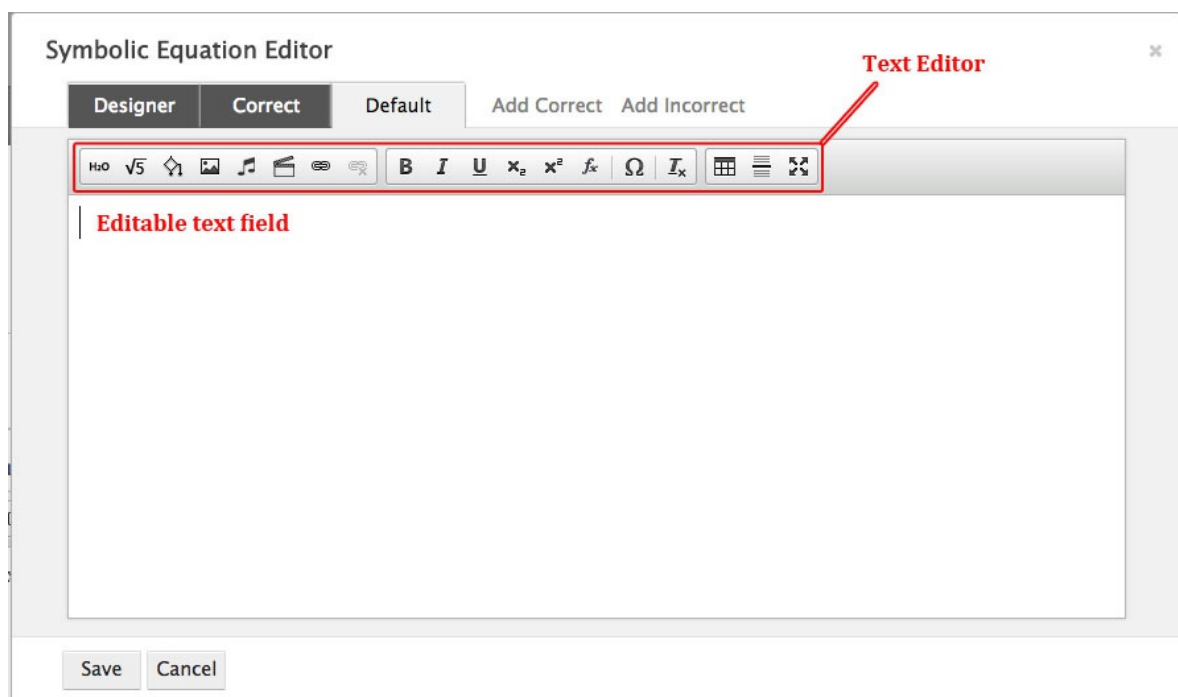 Symbolic Equation Editor
Text Editor
Designer Correct Default Add Correct Add Incorrect
H₂O √5 B I U x₂ x² fx Ω Ix
Editable text field
Save Cancel